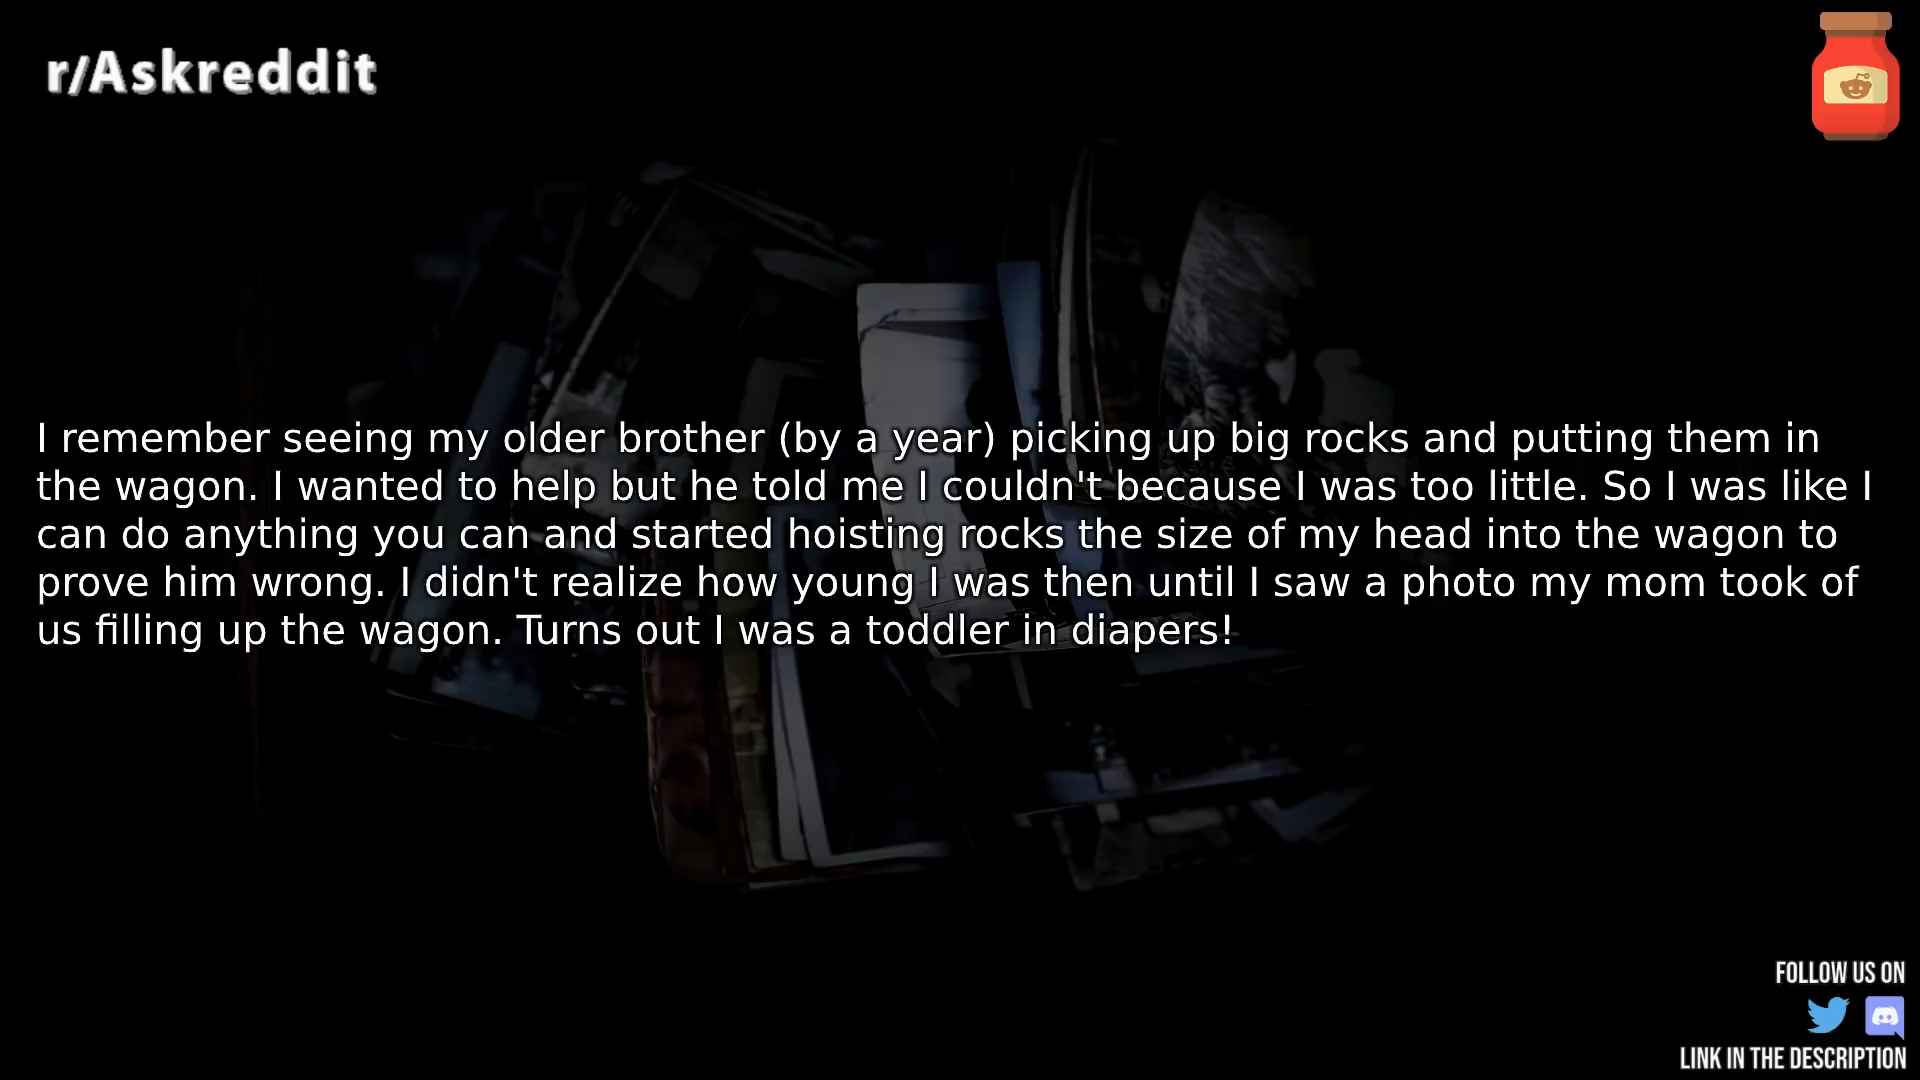 r/Askreddit
I remember seeing my older brother (by a year) picking up big rocks and putting them in
the wagon. I wanted to help but he told me I couldn't because I was too little. So I was like I
can do anything you can and started hoisting rocks the size of my head into the wagon to
prove him wrong. I didn't realize how young I was then until I saw a photo my mom took of
us filling up the wagon. Turns out I was a toddler in diapers!
FOLLOW US ON
LINK IN THE DESCRIPTION